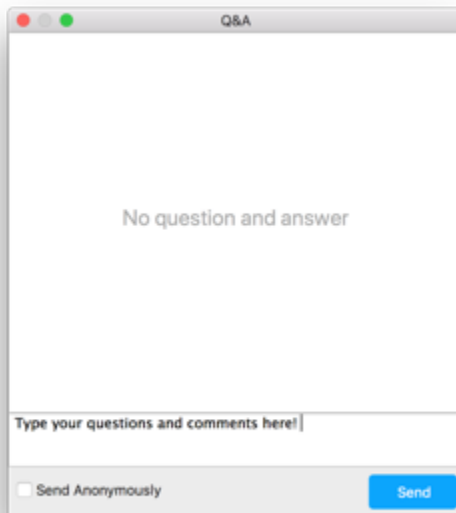 Q&A
No question and answer
Type your questions and comments here!
Send Anonymously
Send